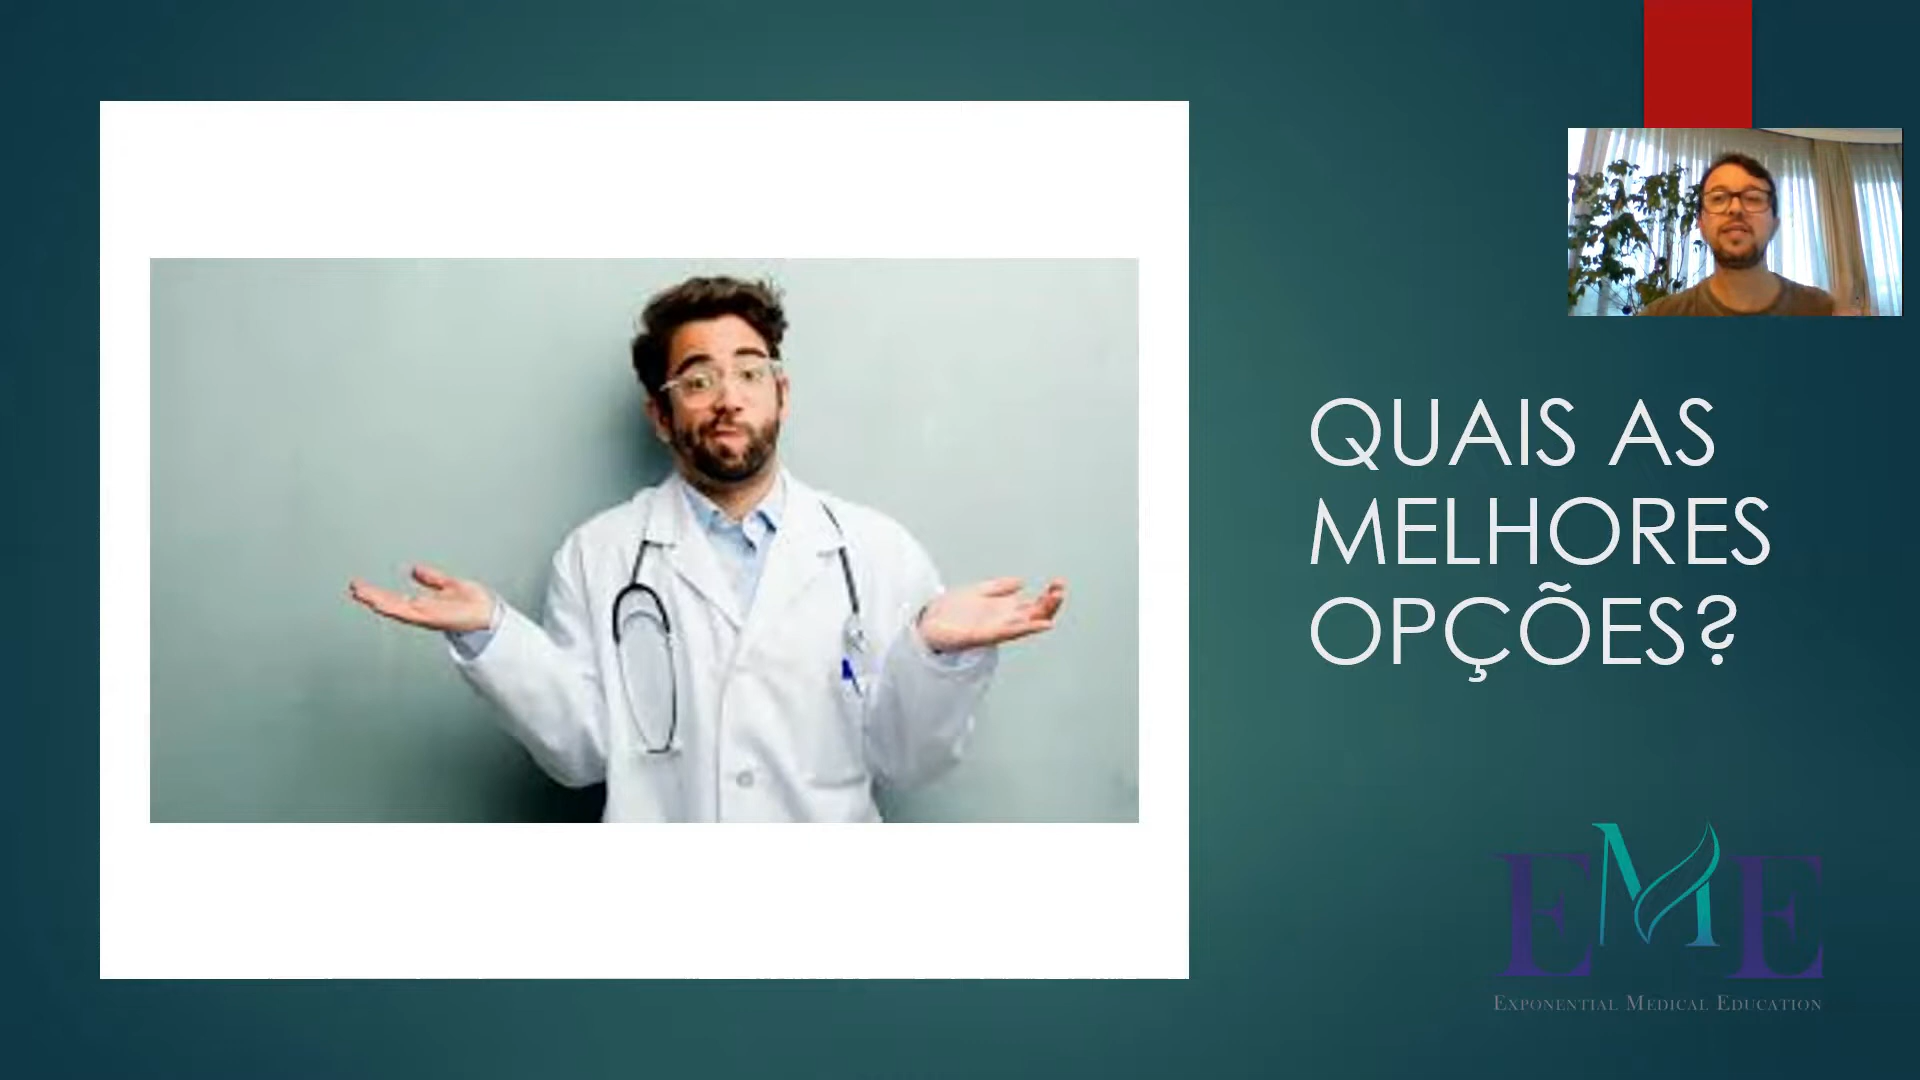 QUAIS AS
MELHORES
OPÇÕES?
EME
EXPONENTIAL MEDICAL EDUCATION